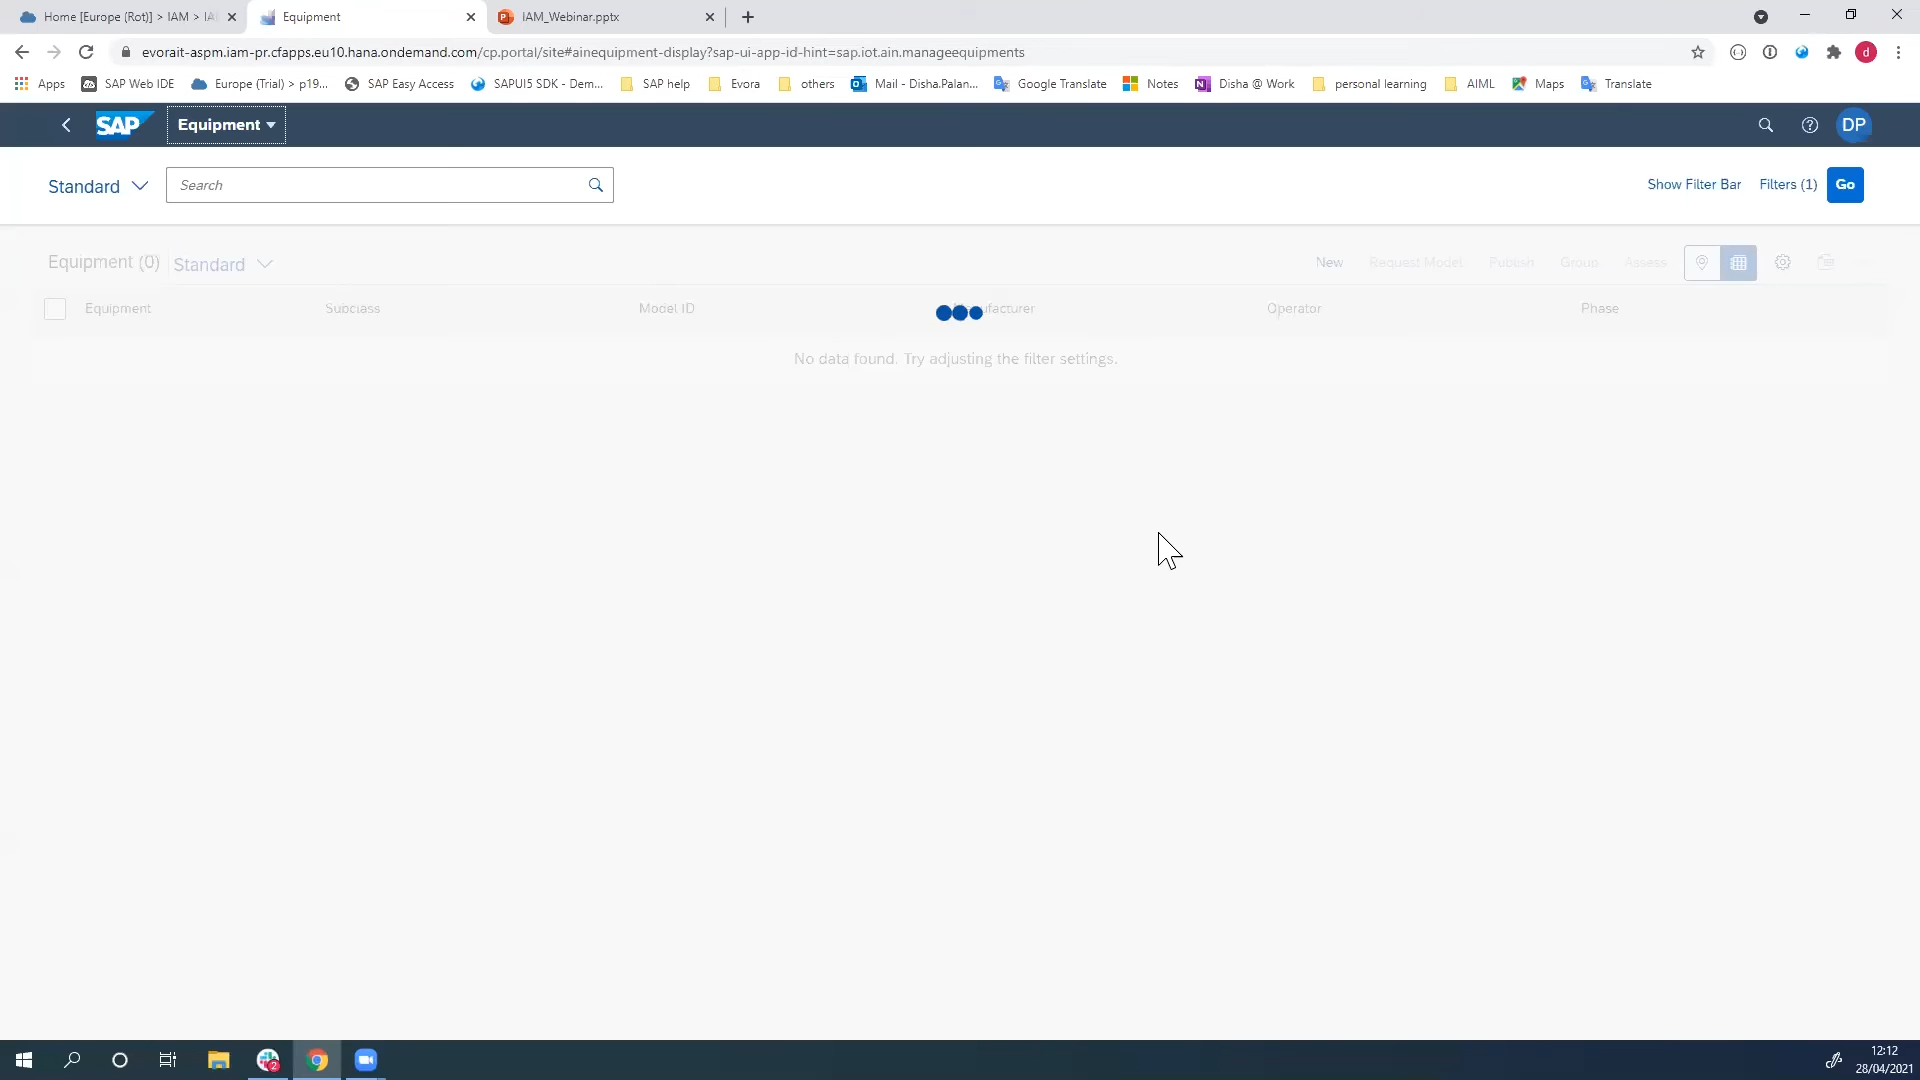 Home [Europe (Rot)] > IAM > IA
Equipment
IAM_Webinar.pptx
evorait-aspm.iam-pr.cfapps.eu10.hana.ondemand.com/cp.portal/site#ainequipment-display?sap-ui-app-id-hint=sap.iot.ain.manageequipments
d
Apps
SAP Web IDE
Europe (Trial) > p19...
SAP Easy Access
SAPUI5 SDK - Dem...
SAP help
Evora
others
Mail - Disha.Palan...
Google Translate
Notes
Disha @ Work
personal learning
AIML
Maps
Translate
SAP
Equipment
DP
Standard
Search
Show Filter Bar
Filters (1)
Go
Equipment (0)
Standard
New
Request Model
Publish
Group
Assess
Equipment
Subclass
Model ID
Manufacturer
Operator
Phase
No data found. Try adjusting the filter settings.
2
12:12
28/04/2021